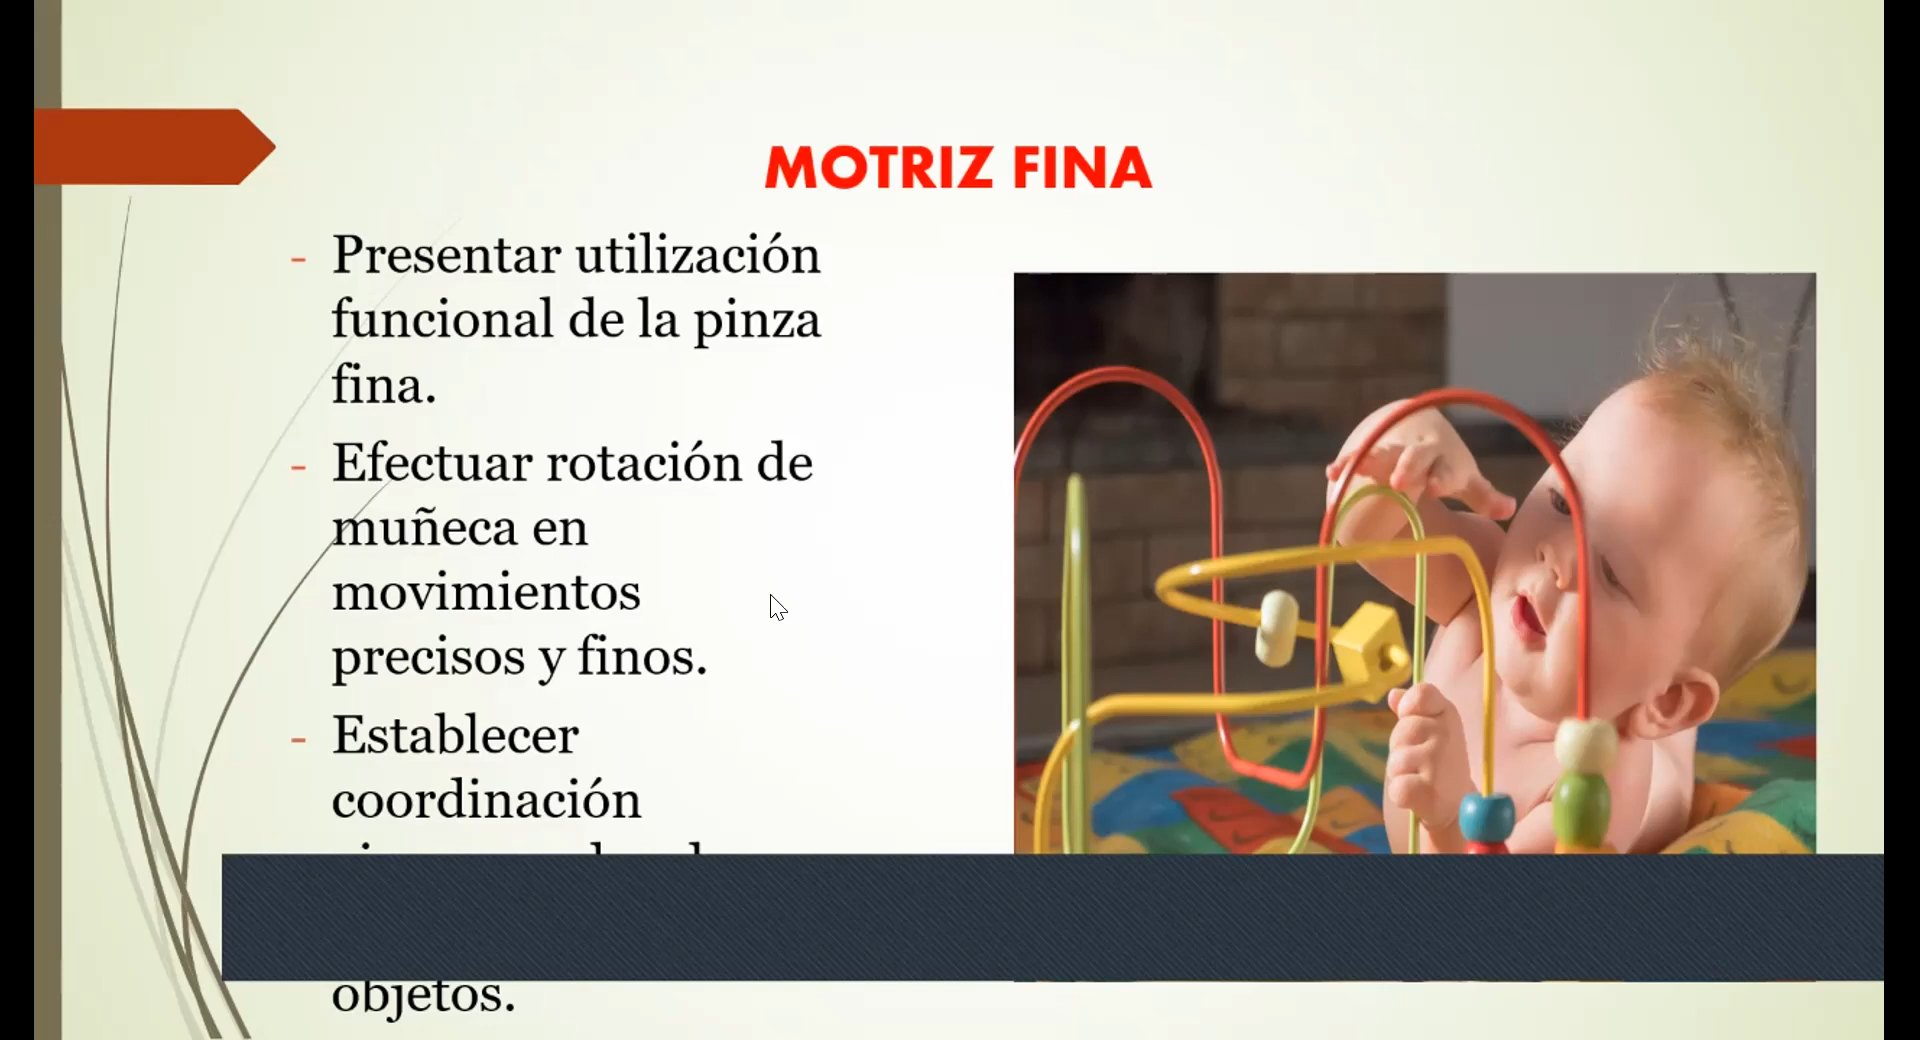 MOTRIZ FINA
- Presentar utilización
funcional de la pinza
fina.
- Efectuar rotación de
muñeca en
movimientos
precisos y finos.
- Establecer
coordinación
objetos.